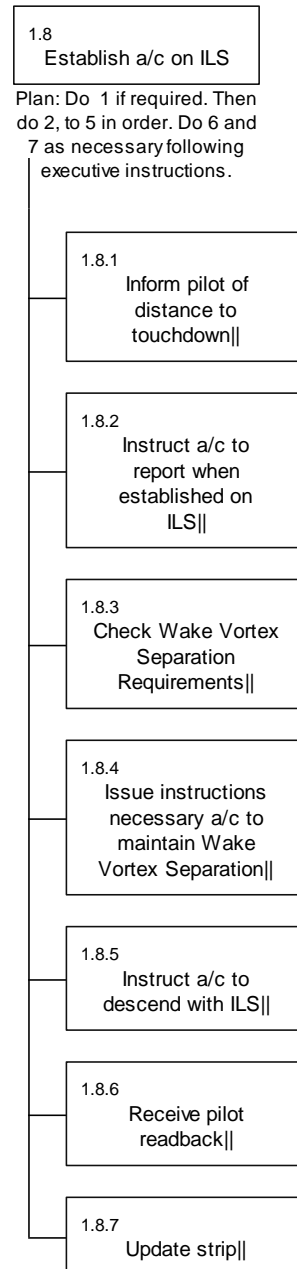 1.8
Establish a/c on ILS
Plan: Do 1 if required. Then
do 2, to 5 in order. Do 6 and
7 as necessary following
executive instructions.
1.8.1
Inform pilot of
distance to
touchdown||
1.8.2
Instruct a/c to
report when
established on
ILS||
1.8.3
Check Wake Vortex
Separation
Requirements||
1.8.4
Issue instructions
necessary a/c to
maintain Wake
Vortex Separation||
1.8.5
Instruct a/c to
descend with ILS||
1.8.6
Receive pilot
readback||
1.8.7
Update strip||